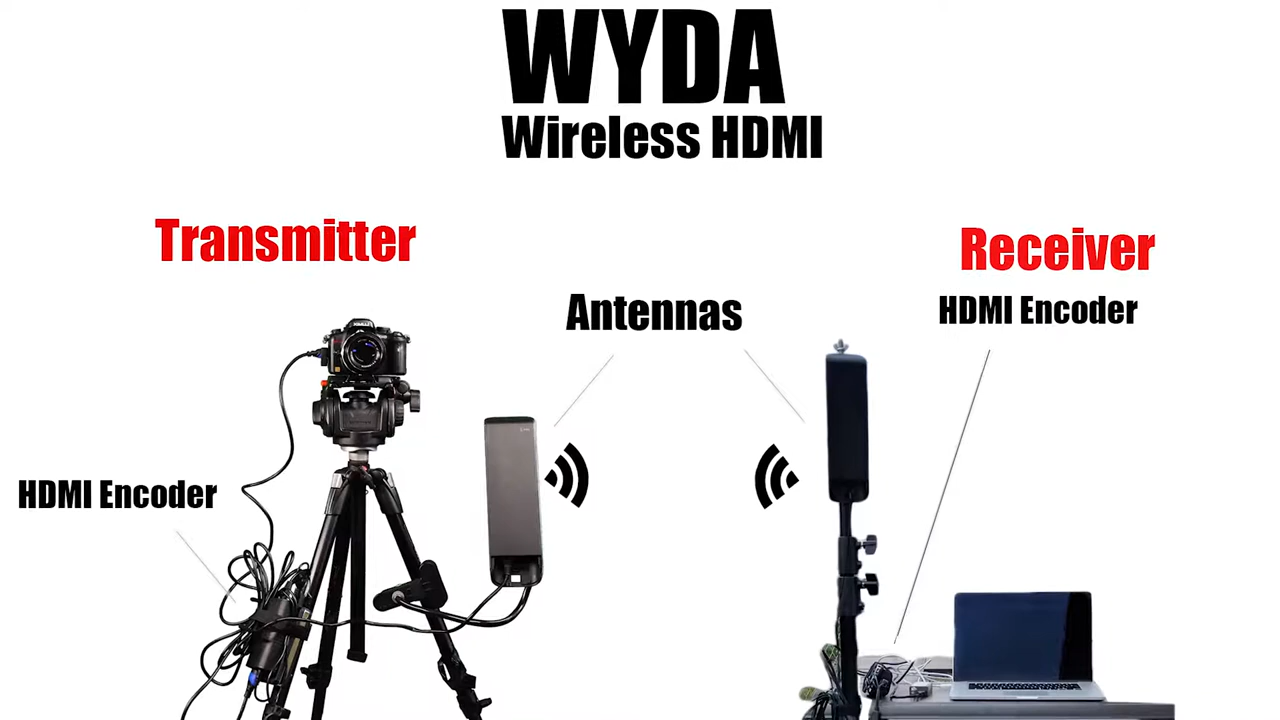 WYDA
Wireless HDMI
Transmitter
Receiver
Antennas
HDMI Encoder
HDMI Encoder